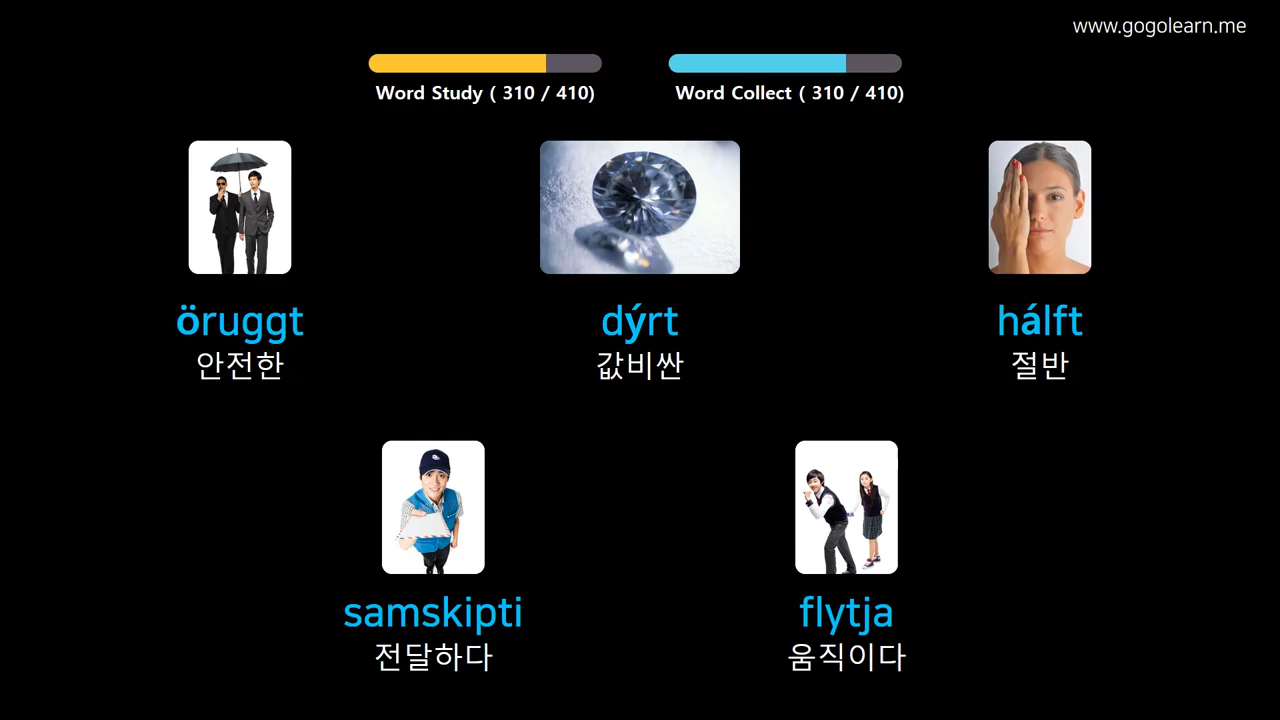 www.gogolearn.me
Word Study ( 310 / 410)
Word Collect ( 310 / 410)
öruggt
안전한
dýrt
값비싼
hálft
절반
samskipti
전달하다
flytja
움직이다